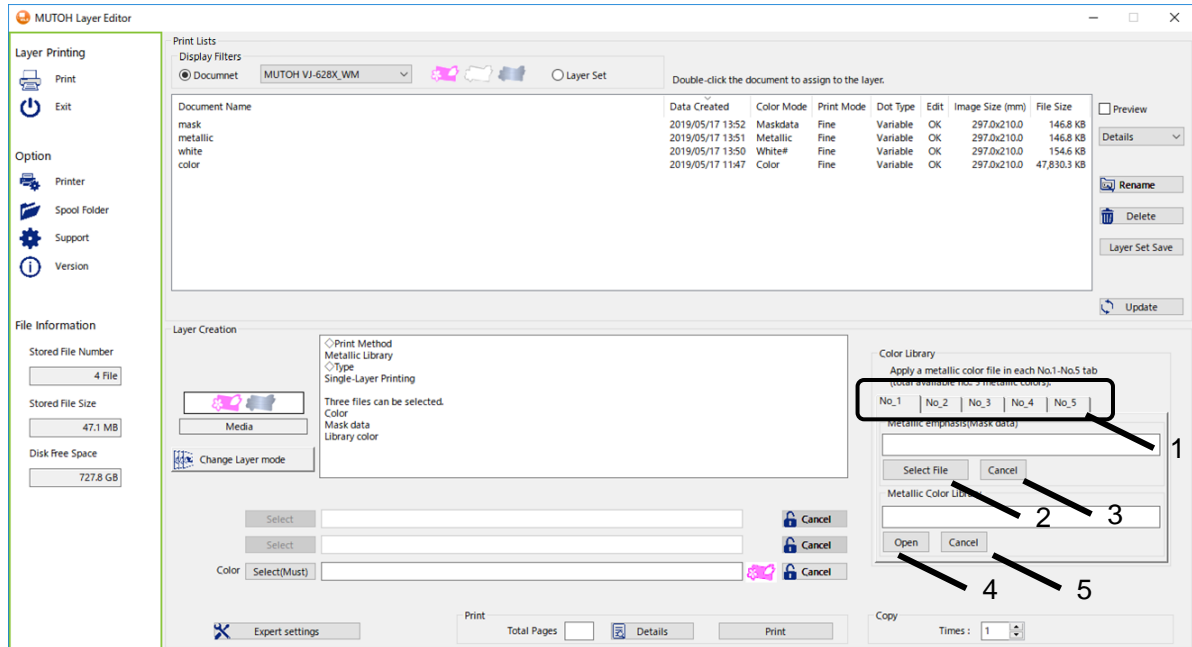 MUTOH Layer Editor
Layer Printing
Print
Exit
Option
Printer
Spool Folder
Support
Version
File Information
Stored File Number
4 File
Stored File Size
47.1 MB
Disk Free Space
727.8 GB
Print Lists
Display Filters
Documnet MUTOH VJ-628X_WM Layer Set
Double-click the document to assign to the layer.
Document Name Data Created Color Mode Print Mode Dot Type Edit Image Size (mm) File Size
mask 2019/05/17 13:52 Maskdata Fine Variable OK 297.0x210.0 146.8 KB
metallic 2019/05/17 13:51 Metallic Fine Variable OK 297.0x210.0 146.8 KB
white 2019/05/17 13:50 White# Fine Variable OK 297.0x210.0 154.6 KB
color 2019/05/17 11:47 Color Fine Variable OK 297.0x210.0 47,830.3 KB
Preview
Details
Rename
Delete
Layer Set Save
Update
Layer Creation
Media
Change Layer mode
◇Print Method
Metallic Library
◇Type
Single-Layer Printing
Three files can be selected.
Color
Mask data
Library color
Color Library
Apply a metallic color file in each No.1-No.5 tab
(total available no. 5 metallic colors).
No_1 No_2 No_3 No_4 No_5
1
Metallic emphasis(Mask data)
Select File Cancel
2 3
Metallic Color Library
Open Cancel
4 5
Select Cancel
Select Cancel
Color Select(Must) Cancel
Expert settings
Print
Total Pages Details Print
Copy
Times : 1